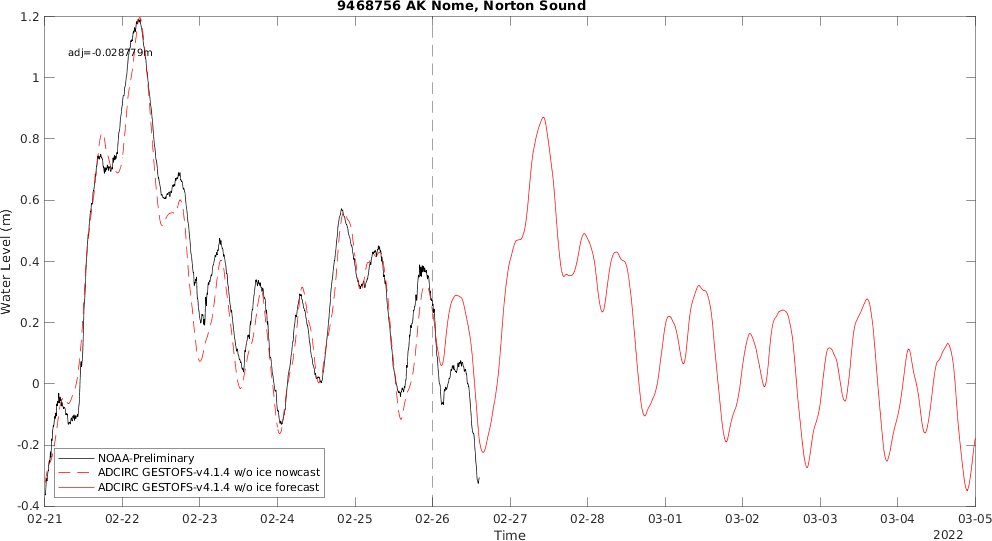 9468756 AK Nome, Norton Sound
adj=-0.028779m
Water Level (m)
1.2
1
0.8
0.6
0.4
0.2
0
-0.2
-0.4
NOAA-Preliminary
ADCIRC GESTOFS-v4.1.4 w/o ice nowcast
ADCIRC GESTOFS-v4.1.4 w/o ice forecast
02-21 02-22 02-23 02-24 02-25 02-26 02-27 02-28 03-01 03-02 03-03 03-04 03-05
Time
2022